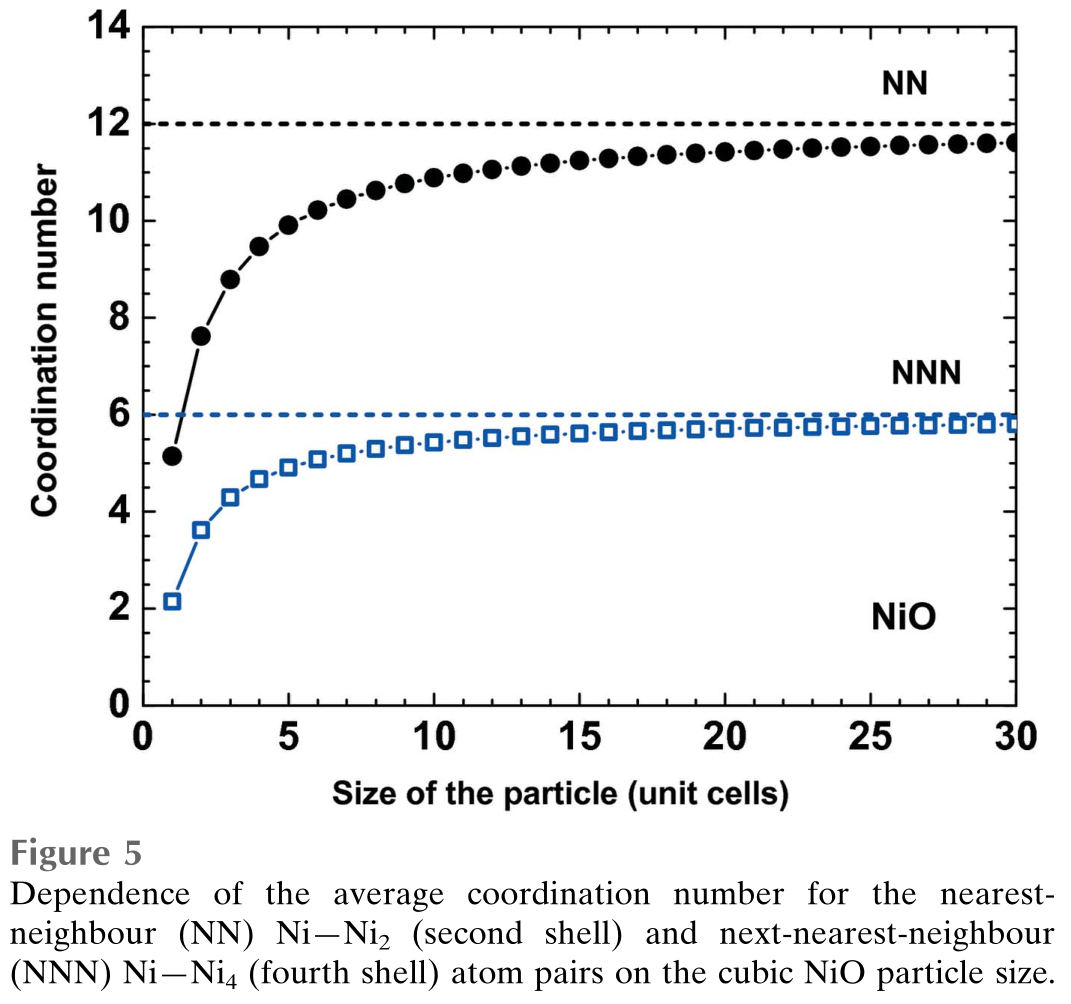 14
NN
12
10
8
NNN
6
4
2
NiO
0
0 5 10 15 20 25 30
Coordination number
Size of the particle (unit cells)
Figure 5
Dependence of the average coordination number for the nearest-
neighbour (NN) Ni—Ni₂ (second shell) and next-nearest-neighbour
(NNN) Ni—Ni₄ (fourth shell) atom pairs on the cubic NiO particle size.